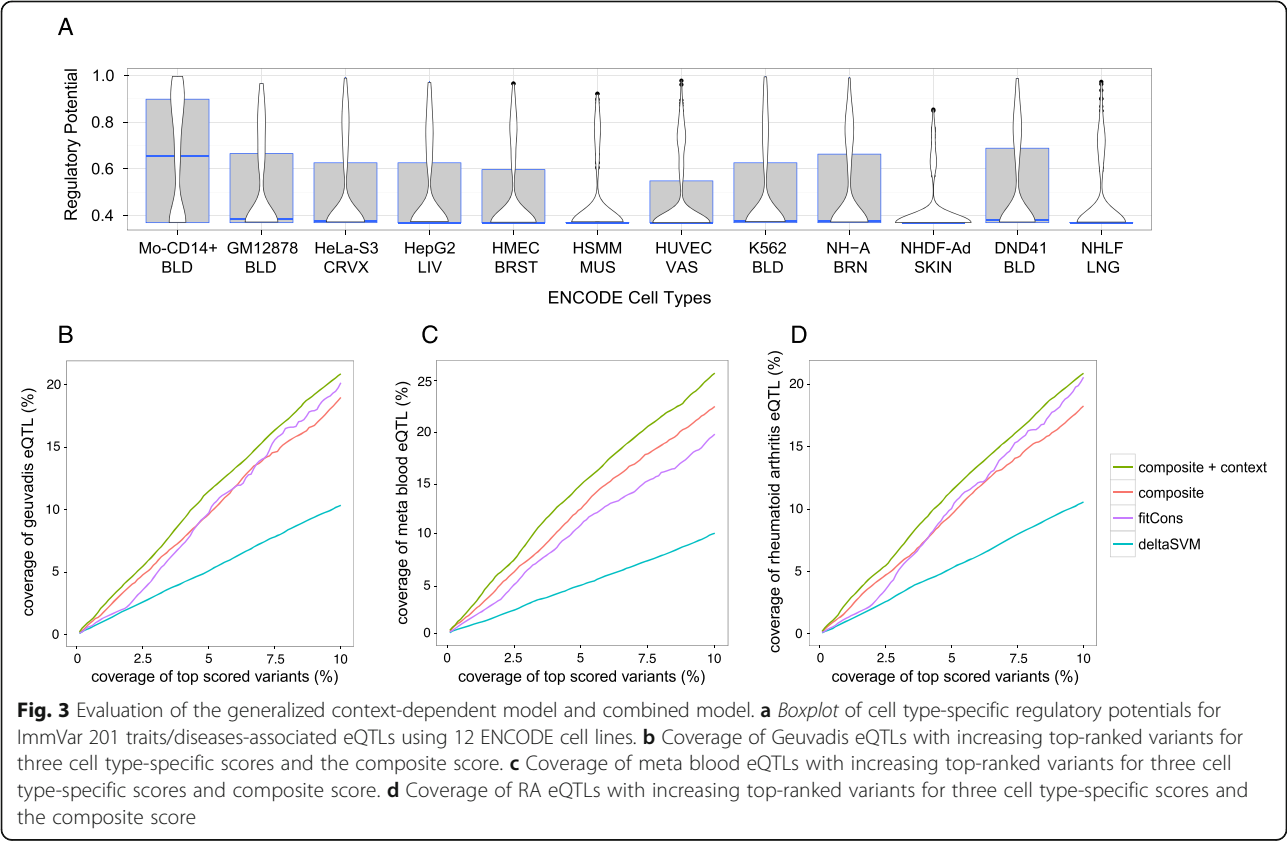 A
Regulatory Potential
1.0
0.8
0.6
0.4
Mo-CD14+ GM12878 HeLa-S3 HepG2 HMEC HSMM HUVEC K562 NH-A NHDF-Ad DND41 NHLF
BLD BLD CRVX LIV BRST MUS VAS BLD BRN SKIN BLD LNG
ENCODE Cell Types
B
coverage of geuvadis eQTL (%)
20
15
10
5
0
0 2.5 5 7.5 10
coverage of top scored variants (%)
C
coverage of meta blood eQTL (%)
25
20
15
10
5
0
0 2.5 5 7.5 10
coverage of top scored variants (%)
D
coverage of rheumatoid arthritis eQTL (%)
20
15
10
5
0
0 2.5 5 7.5 10
coverage of top scored variants (%)
composite + context
composite
fitCons
deltaSVM
Fig. 3 Evaluation of the generalized context-dependent model and combined model. a Boxplot of cell type-specific regulatory potentials for
ImmVar 201 traits/diseases-associated eQTLs using 12 ENCODE cell lines. b Coverage of Geuvadis eQTLs with increasing top-ranked variants for
three cell type-specific scores and the composite score. c Coverage of meta blood eQTLs with increasing top-ranked variants for three cell
type-specific scores and composite score. d Coverage of RA eQTLs with increasing top-ranked variants for three cell type-specific scores and
the composite score